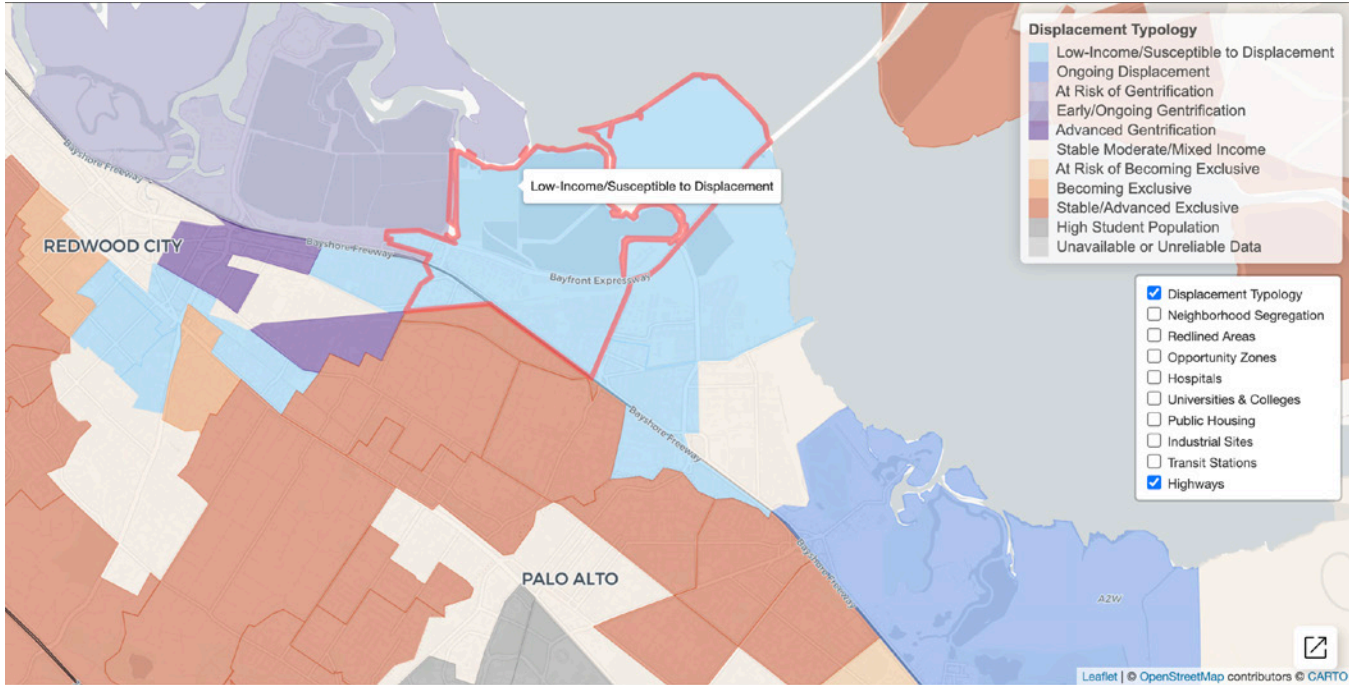 Displacement Typology
Low-Income/Susceptible to Displacement
Ongoing Displacement
At Risk of Gentrification
Early/Ongoing Gentrification
Advanced Gentrification
Stable Moderate/Mixed Income
At Risk of Becoming Exclusive
Becoming Exclusive
Stable/Advanced Exclusive
High Student Population
Unavailable or Unreliable Data
Bayshore Freeway
Low-Income/Susceptible to Displacement
REDWOOD CITY
Bayshore Freeway
Bayfront Expressway
Displacement Typology
Neighborhood Segregation
Redlined Areas
Opportunity Zones
Hospitals
Universities & Colleges
Public Housing
Industrial Sites
Transit Stations
Highways
Bayshore Freeway
Bayshore Freeway
PALO ALTO
A2W
Leaflet | © OpenStreetMap contributors © CARTO